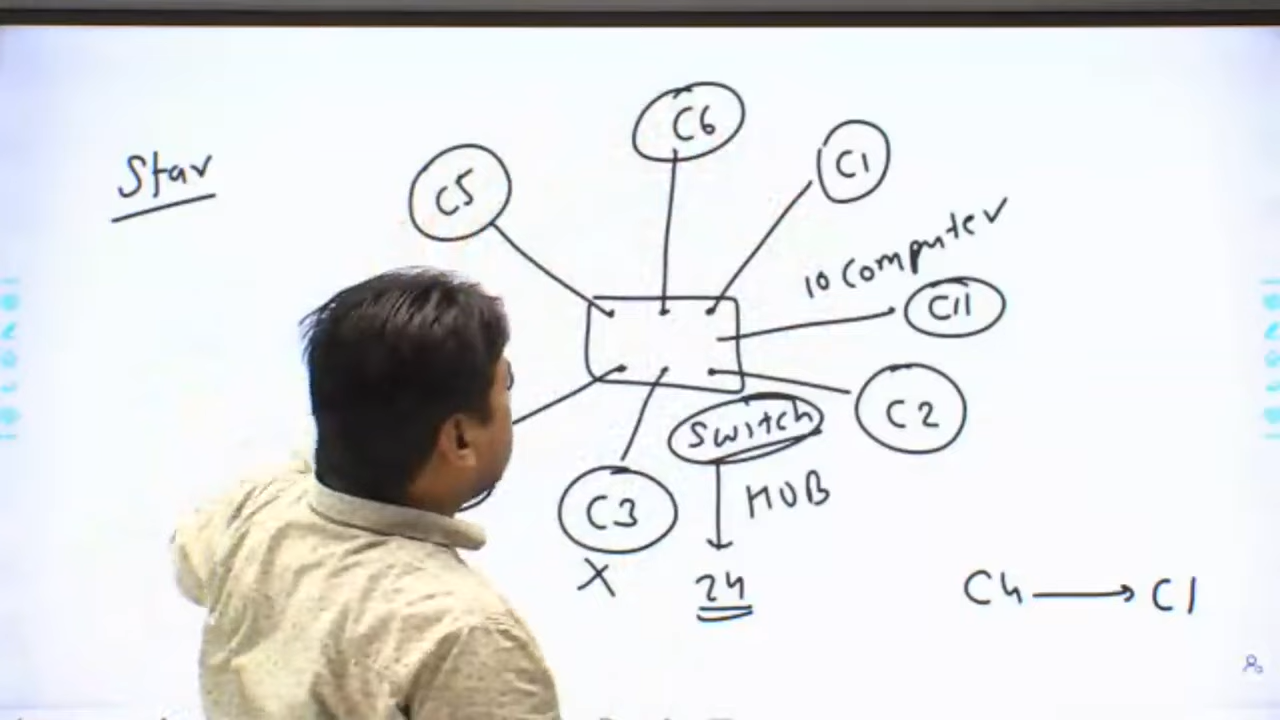 Star
C5
C6
C1
10 Computer
C11
C2
Switch
HUB
C3
X
24
C4 → C1